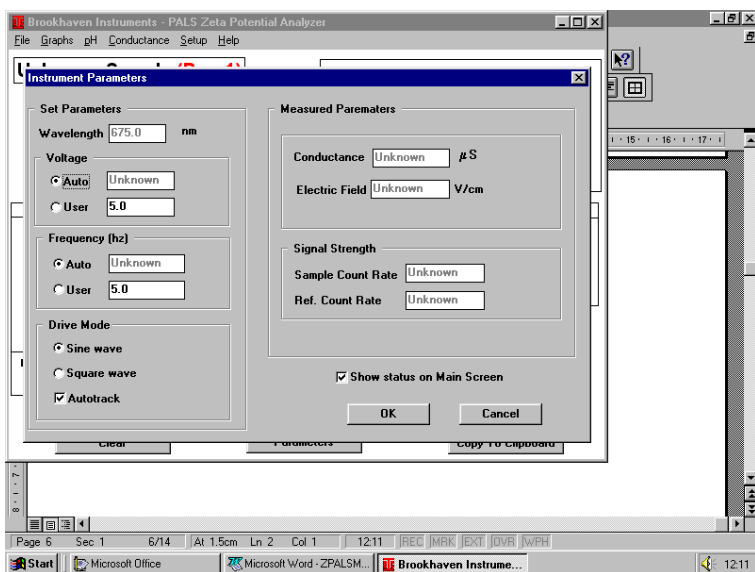 Brookhaven Instruments - PALS Zeta Potential Analyzer
File Graphs pH Conductance Setup Help
Instrument Parameters
Set Parameters
Wavelength 675.0 nm
Voltage
Auto Unknown
User 5.0
Frequency (hz)
Auto Unknown
User 5.0
Drive Mode
Sine wave
Square wave
Autotrack
Measured Parematers
Conductance Unknown µS
Electric Field Unknown V/cm
Signal Strength
Sample Count Rate Unknown
Ref. Count Rate Unknown
Show status on Main Screen
OK Cancel
Clear Parameters Copy To Clipboard
· 15 · 16 · 17 ·
Page 6 Sec 1 6/14 At 1.5cm Ln 2 Col 1 12:11 REC MRK EXT OVR WPH
Start Microsoft Office Microsoft Word - ZPALSM... Brookhaven Instrume... 12:11